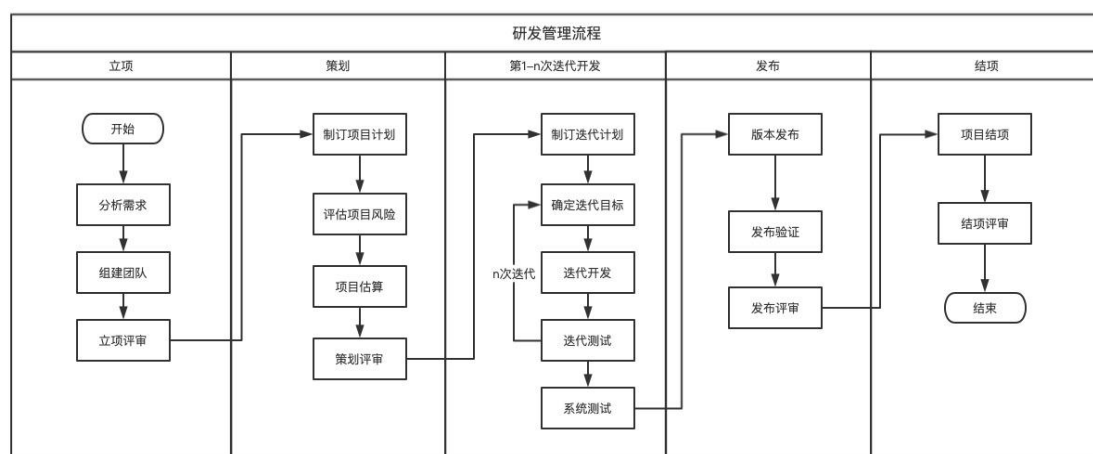 研发管理流程
立项
策划
第1-n次迭代开发
发布
结项
开始
分析需求
组建团队
立项评审
制订项目计划
评估项目风险
项目估算
策划评审
制订迭代计划
确定迭代目标
n次迭代
迭代开发
迭代测试
系统测试
版本发布
发布验证
发布评审
项目结项
结项评审
结束